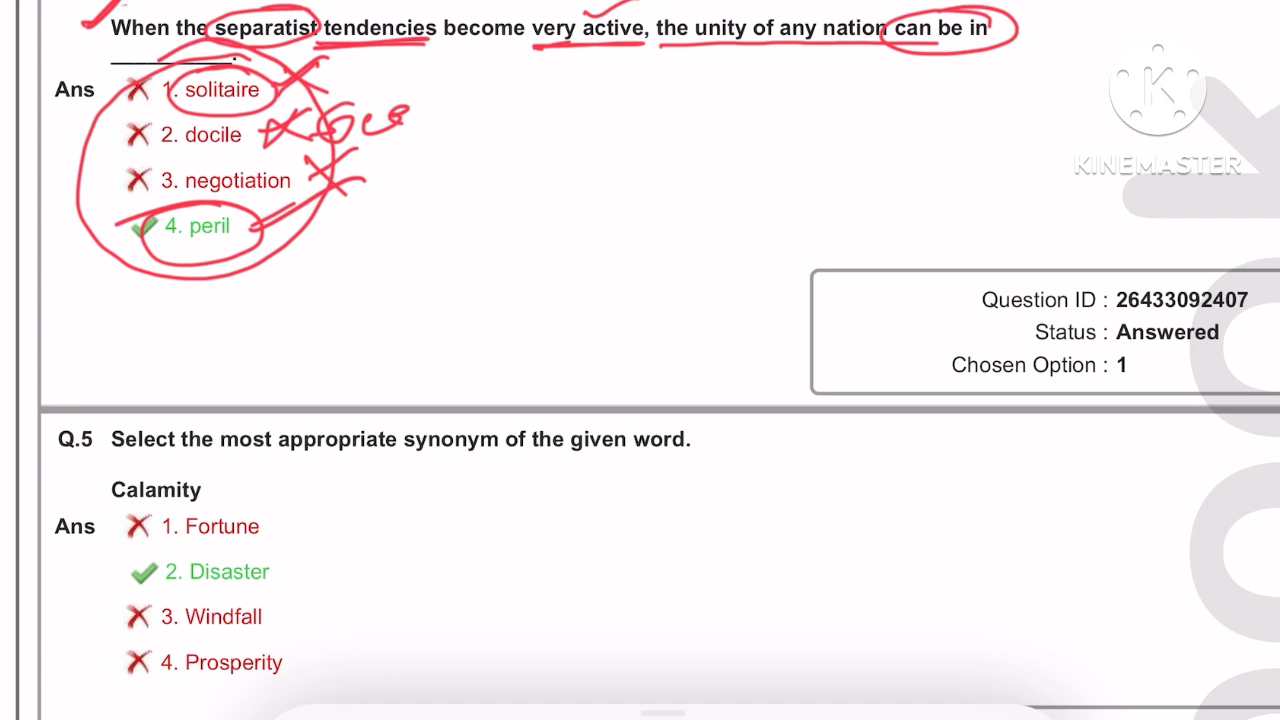 When the separatist tendencies become very active, the unity of any nation can be in
____________.
Ans 1. solitaire
2. docile
3. negotiation
4. peril
KINEMASTER
Question ID : 26433092407
Status : Answered
Chosen Option : 1
Q.5 Select the most appropriate synonym of the given word.
Calamity
Ans 1. Fortune
2. Disaster
3. Windfall
4. Prosperity